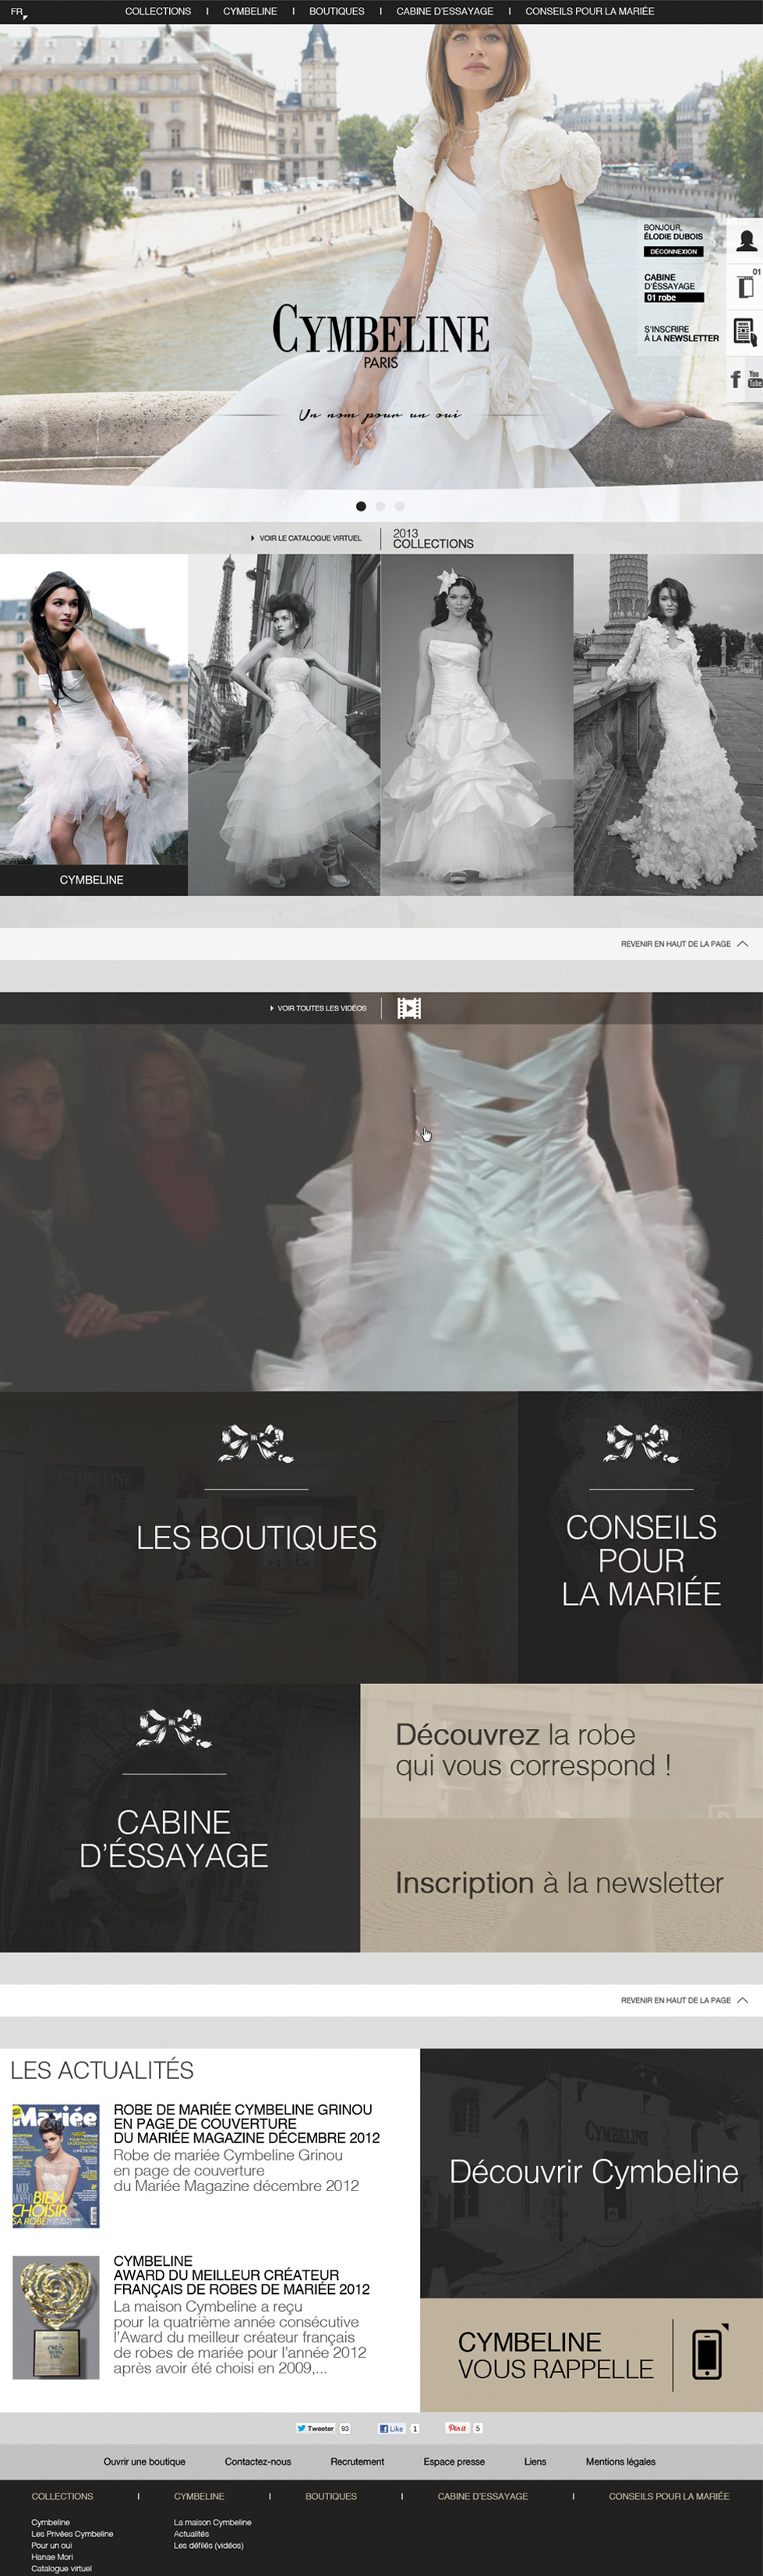 FR
COLLECTIONS I CYMBELINE I BOUTIQUES I CABINE D'ESSAYAGE I CONSEILS POUR LA MARIÉE
BONJOUR,
ÉLODIE DUBOIS
DÉCONNEXION
01
CABINE
D'ÉSSAYAGE
01 robe
S'INSCRIRE
À LA NEWSLETTER
f You Tube
CYMBELINE
PARIS
Un nom pour un oui
VOIR LE CATALOGUE VIRTUEL
2013
COLLECTIONS
CYMBELINE
REVENIR EN HAUT DE LA PAGE
VOIR TOUTES LES VIDÉOS
CYMBELINE
LES BOUTIQUES
CONSEILS
POUR
LA MARIÉE
CABINE
D'ÉSSAYAGE
Découvrez la robe
qui vous correspond !
Inscription à la newsletter
REVENIR EN HAUT DE LA PAGE
LES ACTUALITÉS
Mariée
BIEN
CHOISIR
SA ROBE
ROBE DE MARIÉE CYMBELINE GRINOU
EN PAGE DE COUVERTURE
DU MARIÉE MAGAZINE DÉCEMBRE 2012
Robe de mariée Cymbeline Grinou
en page de couverture
du Mariée Magazine décembre 2012
CYMBELINE
AWARD DU MEILLEUR CRÉATEUR
FRANÇAIS DE ROBES DE MARIÉE 2012
La maison Cymbeline a reçu
pour la quatrième année consécutive
l'Award du meilleur créateur français
de robes de mariée pour l'année 2012
après avoir été choisi en 2009,...
CYMBELINE
Découvrir Cymbeline
CYMBELINE
VOUS RAPPELLE
Tweeter 93 Like 1 Pin it 5
Ouvrir une boutique Contactez-nous Recrutement Espace presse Liens Mentions légales
COLLECTIONS I CYMBELINE I BOUTIQUES I CABINE D'ESSAYAGE I CONSEILS POUR LA MARIÉE
Cymbeline
Les Privées Cymbeline
Pour un oui
Hanae Mori
Catalogue virtuel
La maison Cymbeline
Actualités
Les défilés (vidéos)